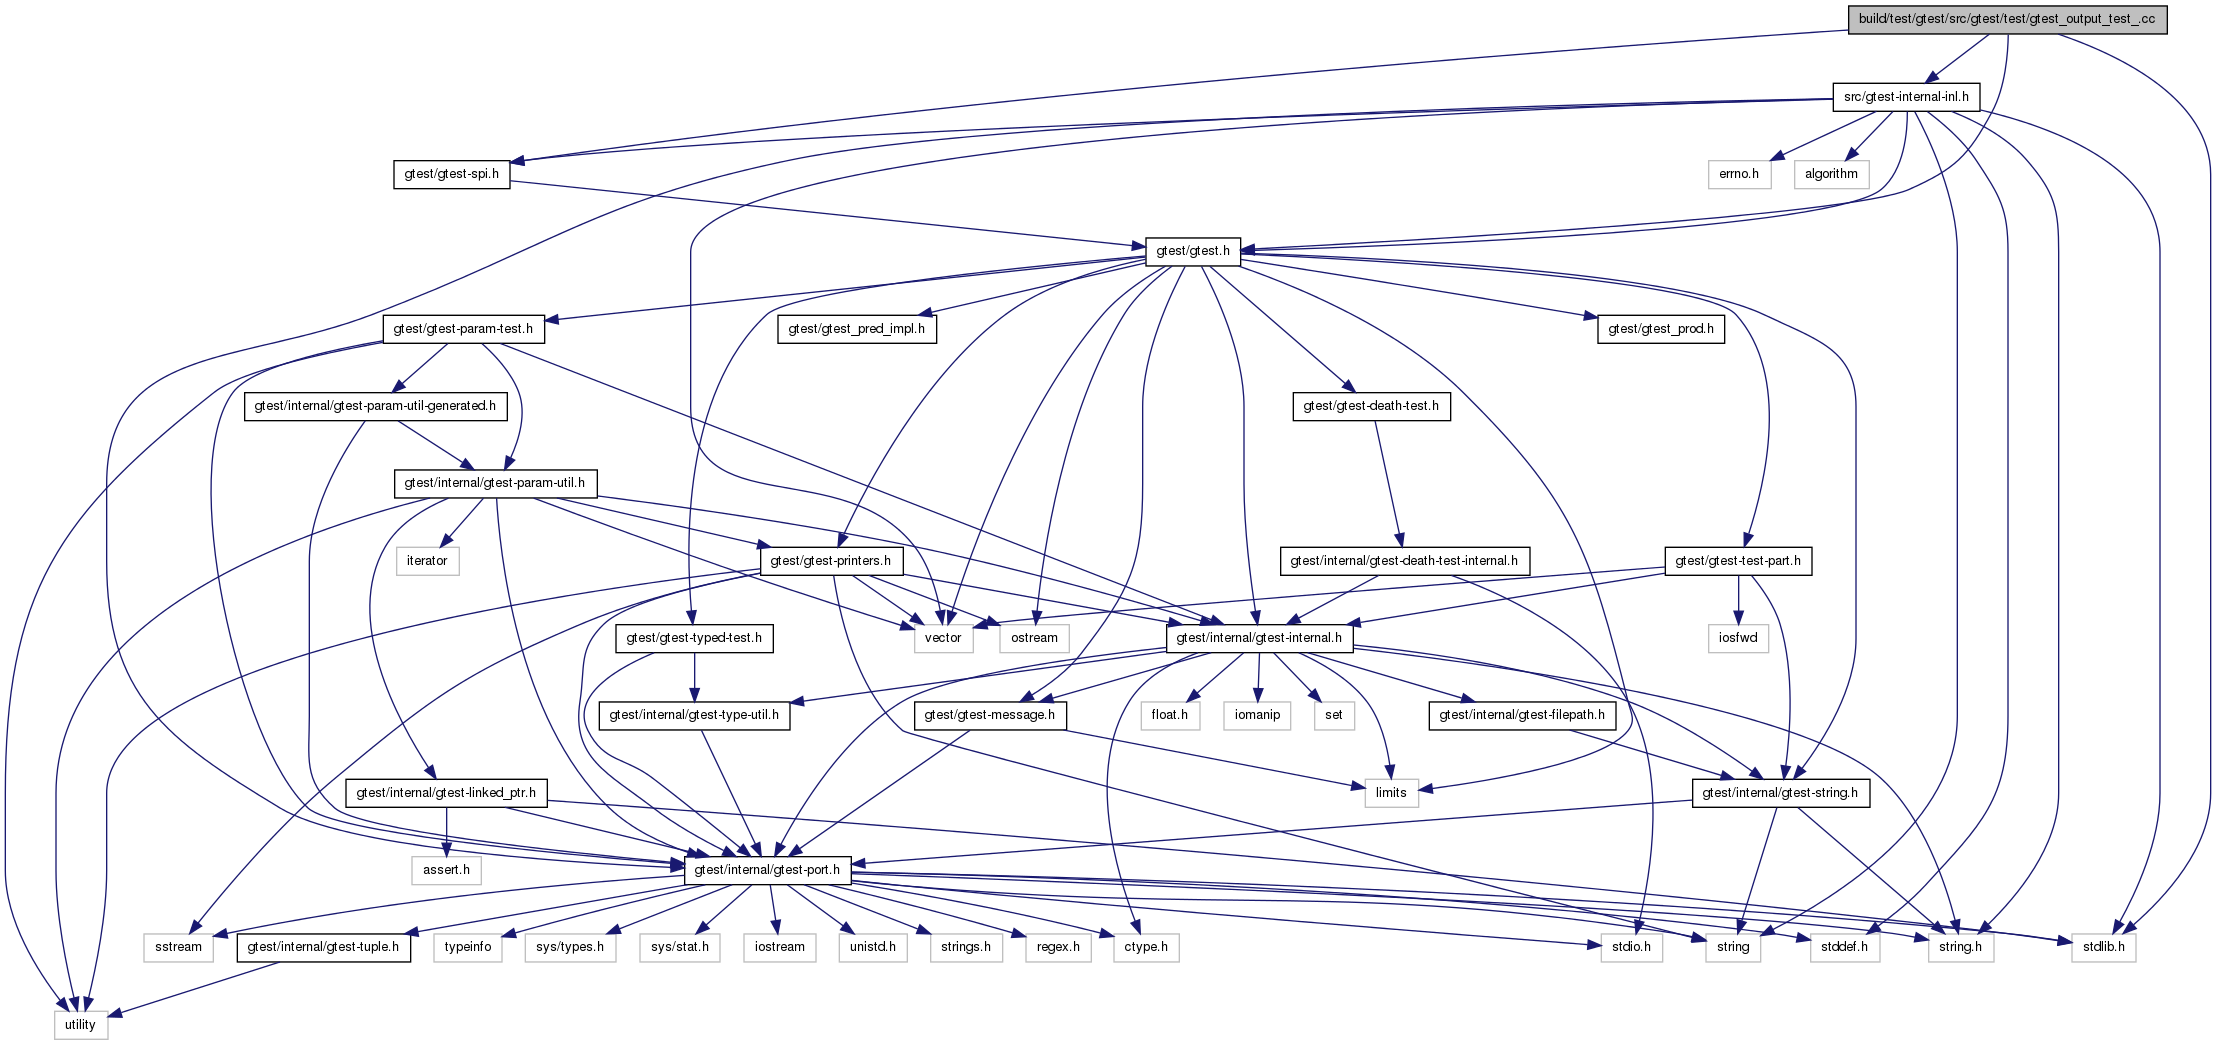 build/test/gtest/src/gtest/test/gtest_output_test_.cc
src/gtest-internal-inl.h
gtest/gtest-spi.h
errno.h
algorithm
gtest/gtest.h
gtest/gtest-param-test.h
gtest/gtest_pred_impl.h
gtest/gtest_prod.h
gtest/internal/gtest-param-util-generated.h
gtest/gtest-death-test.h
gtest/internal/gtest-param-util.h
iterator
gtest/gtest-printers.h
gtest/internal/gtest-death-test-internal.h
gtest/gtest-test-part.h
gtest/gtest-typed-test.h
vector
ostream
gtest/internal/gtest-internal.h
iosfwd
gtest/internal/gtest-type-util.h
gtest/gtest-message.h
float.h
iomanip
set
gtest/internal/gtest-filepath.h
gtest/internal/gtest-linked_ptr.h
limits
gtest/internal/gtest-string.h
assert.h
gtest/internal/gtest-port.h
sstream
gtest/internal/gtest-tuple.h
typeinfo
sys/types.h
sys/stat.h
iostream
unistd.h
strings.h
regex.h
ctype.h
stdio.h
string
stddef.h
string.h
stdlib.h
utility